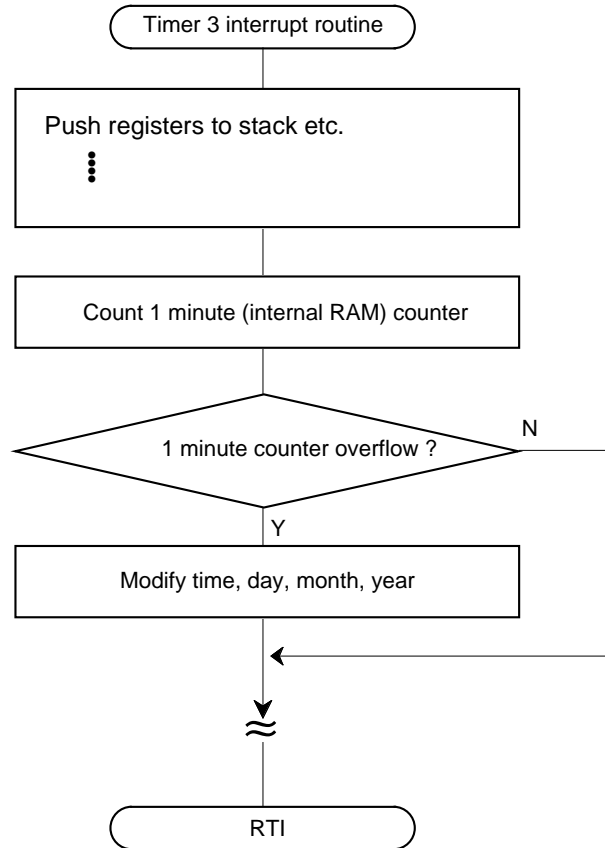 Timer 3 interrupt routine
Push registers to stack etc.
Count 1 minute (internal RAM) counter
1 minute counter overflow ?
N
Y
Modify time, day, month, year
RTI